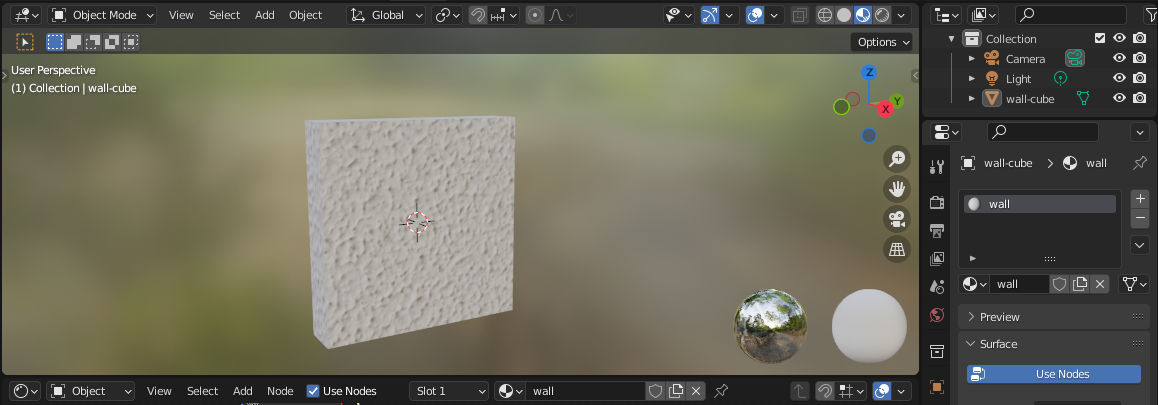 Object Mode View Select Add Object Global
Options
User Perspective
(1) Collection | wall-cube
Z
Y
X
Object View Select Add Node Use Nodes Slot 1 wall
Collection
Camera
Light
wall-cube
wall-cube > wall
wall
wall
Preview
Surface
Use Nodes